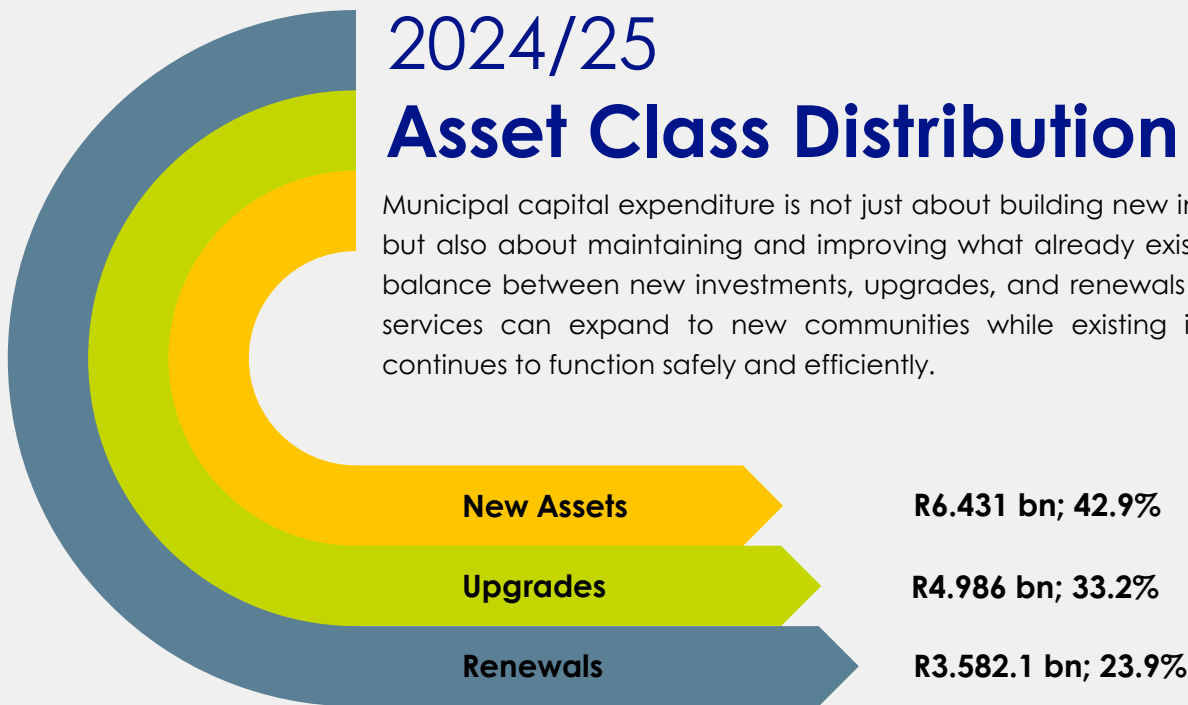 2024/25
Asset Class Distribution
Municipal capital expenditure is not just about building new
but also about maintaining and improving what already
balance between new investments, upgrades, and renewals
services can expand to new communities while existing
continues to function safely and efficiently.
New Assets R6.431 bn; 42.9%
Upgrades R4.986 bn; 33.2%
Renewals R3.582.1 bn; 23.9%